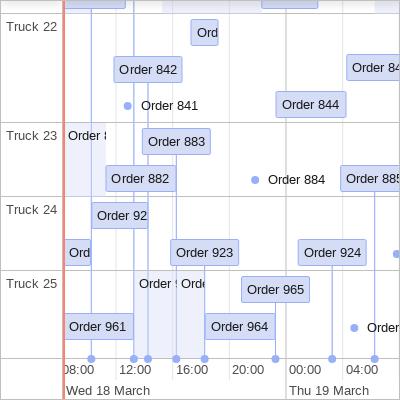 Truck 22
Ord
Order 842
Order 84
Order 841
Order 844
Truck 23
Order 8
Order 883
Order 882
Order 884
Order 885
Truck 24
Order 92
Ord
Order 923
Order 924
Truck 25
Order 9
Orde
Order 965
Order 961
Order 964
Order
08:00
12:00
16:00
20:00
00:00
04:00
Wed 18 March
Thu 19 March